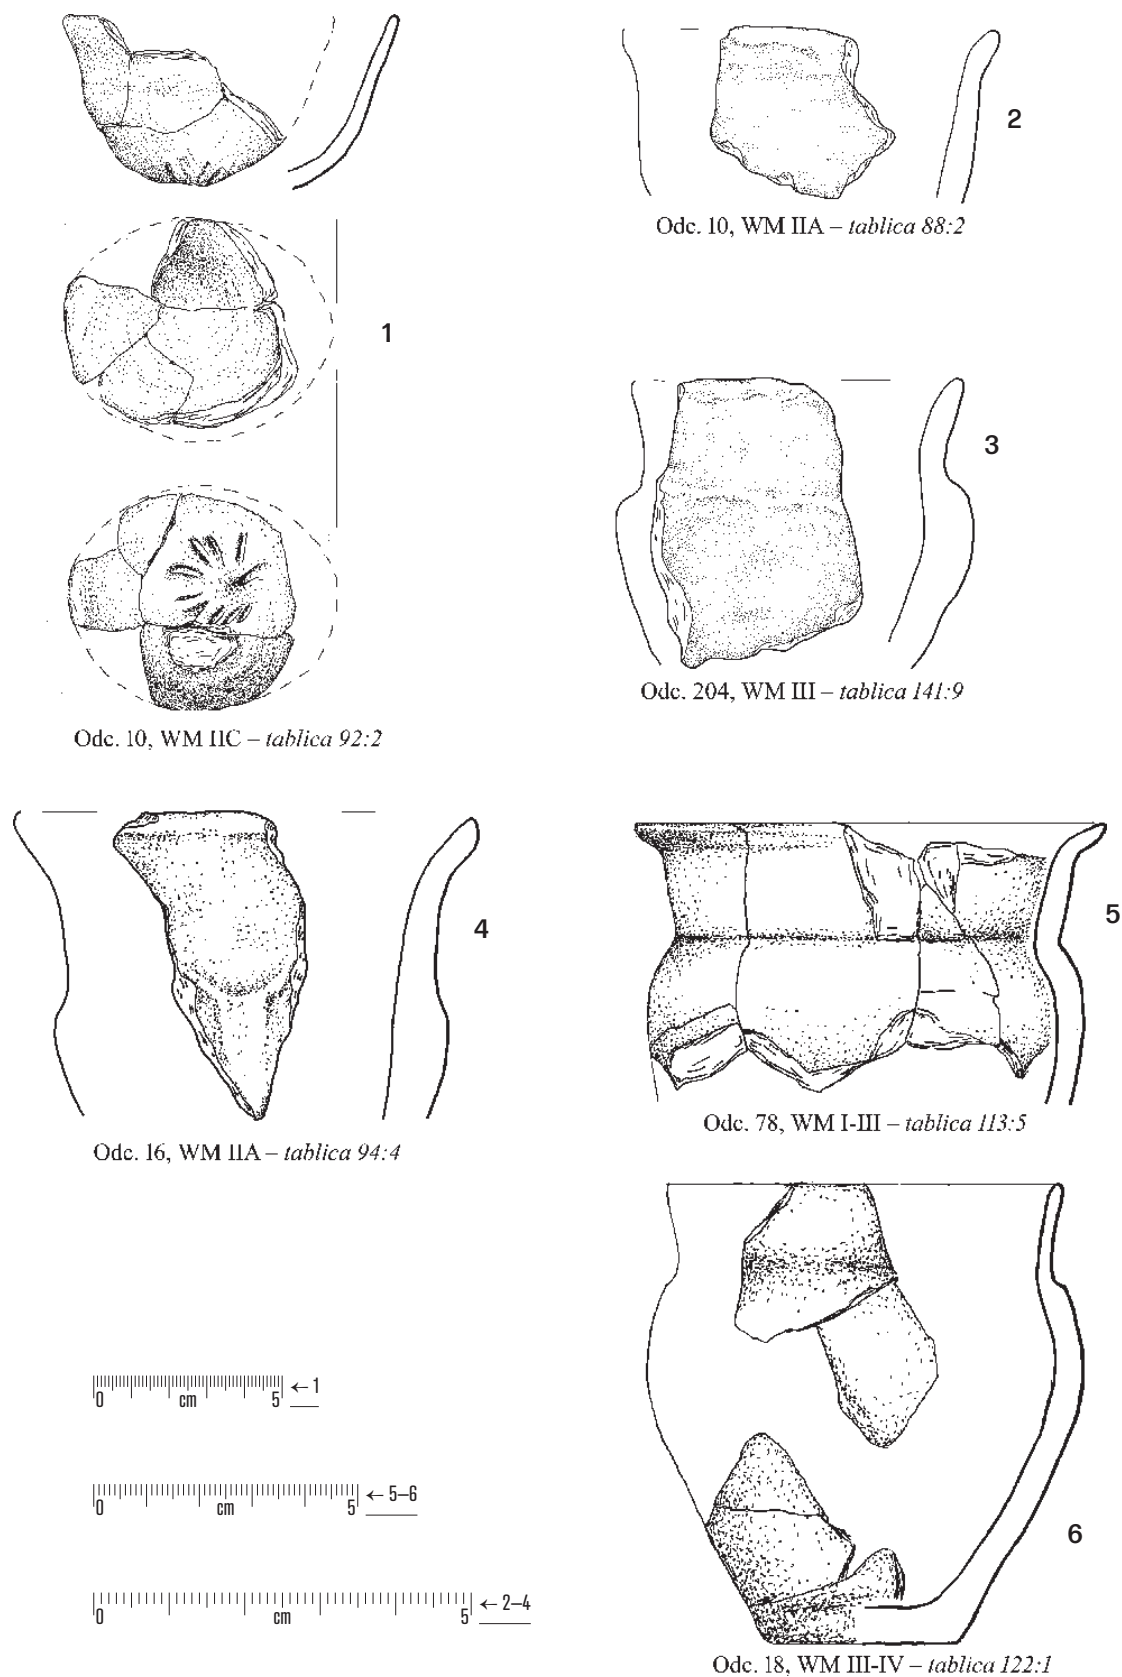 2
Odc. 10, WM IIA – tablica 88:2
1
3
Odc. 204, WM III – tablica 141:9
Odc. 10, WM IIC – tablica 92:2
4
5
Odc. 16, WM IIA – tablica 94:4
Odc. 78, WM I-III – tablica 113:5
0 cm 5 ←1
0 cm 5 ←5–6
6
0 cm 5 ←2–4
Odc. 18, WM III-IV – tablica 122:1